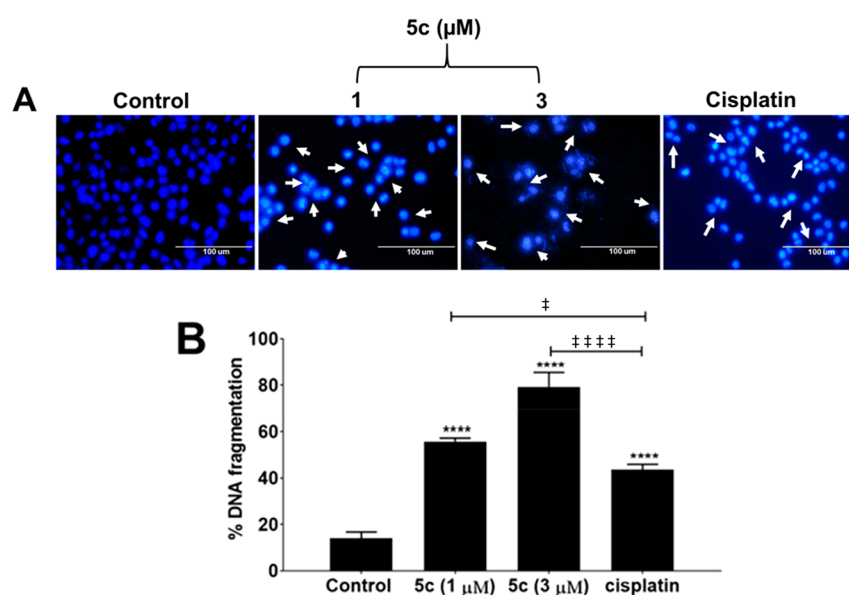 5c (μM)
A
Control
1
3
Cisplatin
100 um
100 um
100 um
100 um
B
% DNA fragmentation
100
80
60
40
20
0
‡
‡ ‡ ‡ ‡
****
****
****
Control
5c (1 μM)
5c (3 μM)
cisplatin